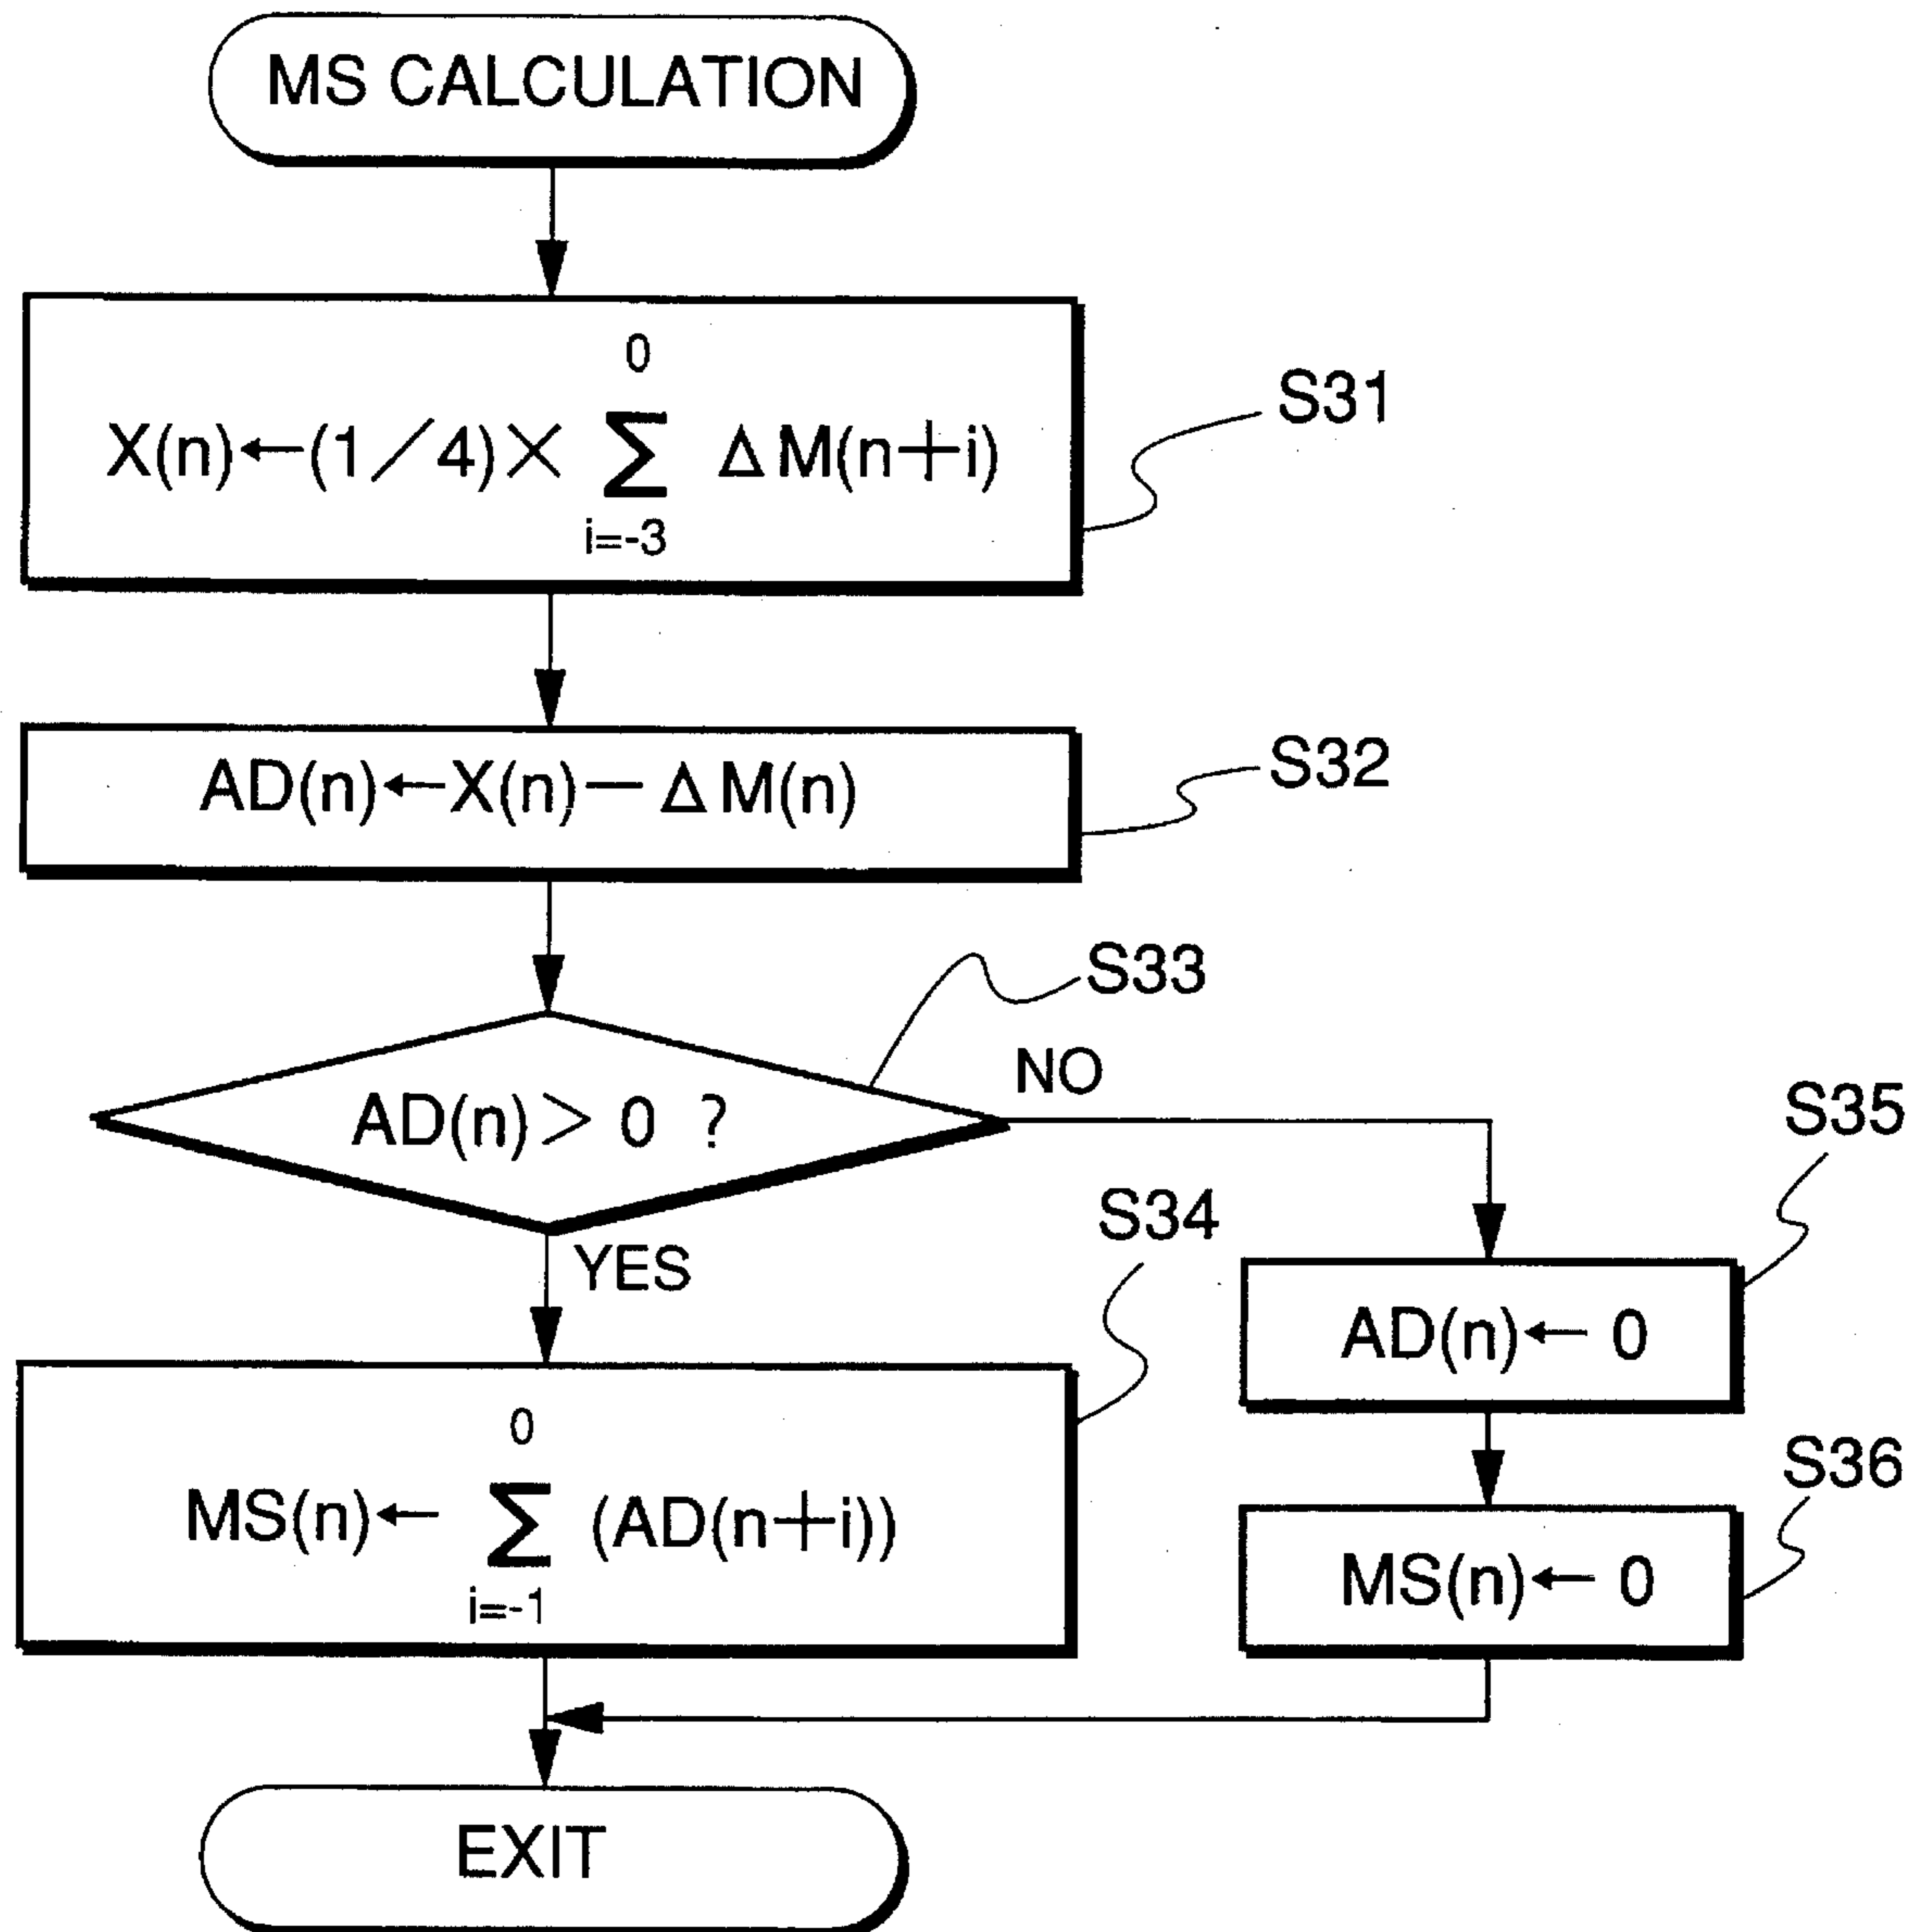 MS CALCULATION
0
X(n)←(1/4)× Σ ΔM(n+i)
i=-3
S31
AD(n)←X(n)－ΔM(n)
S32
S33
AD(n)＞0 ?
NO
YES
S35
S34
AD(n)← 0
0
MS(n)← Σ (AD(n+i))
i=-1
S36
MS(n)← 0
EXIT